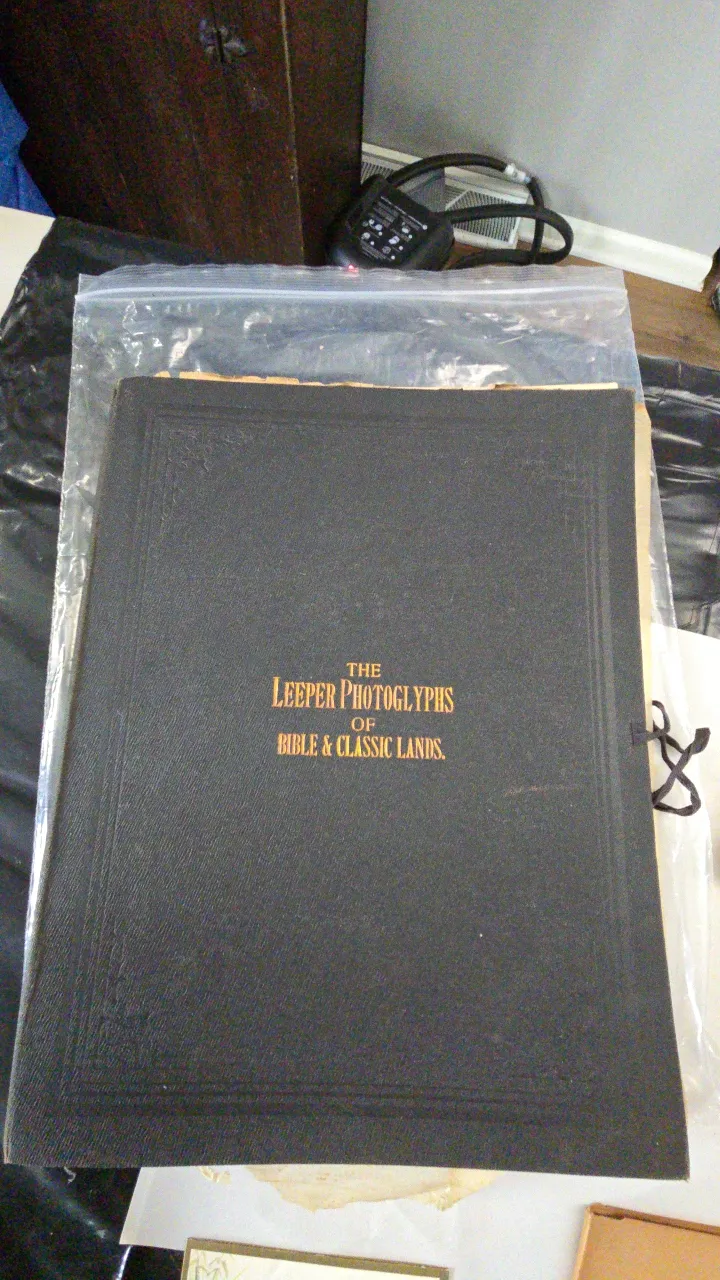 THE
LEEPER PHOTOGLYPHS
OF
BIBLE & CLASSIC LANDS.